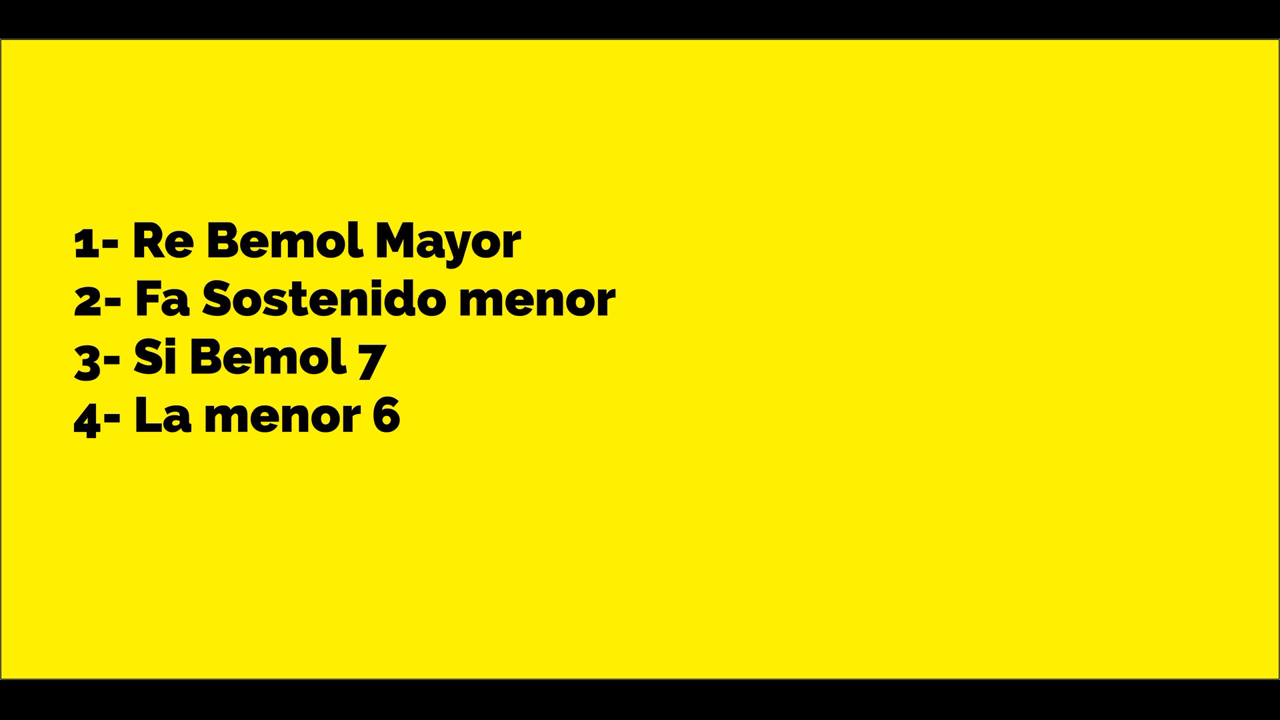 1- Re Bemol Mayor
2- Fa Sostenido menor
3- Si Bemol 7
4- La menor 6